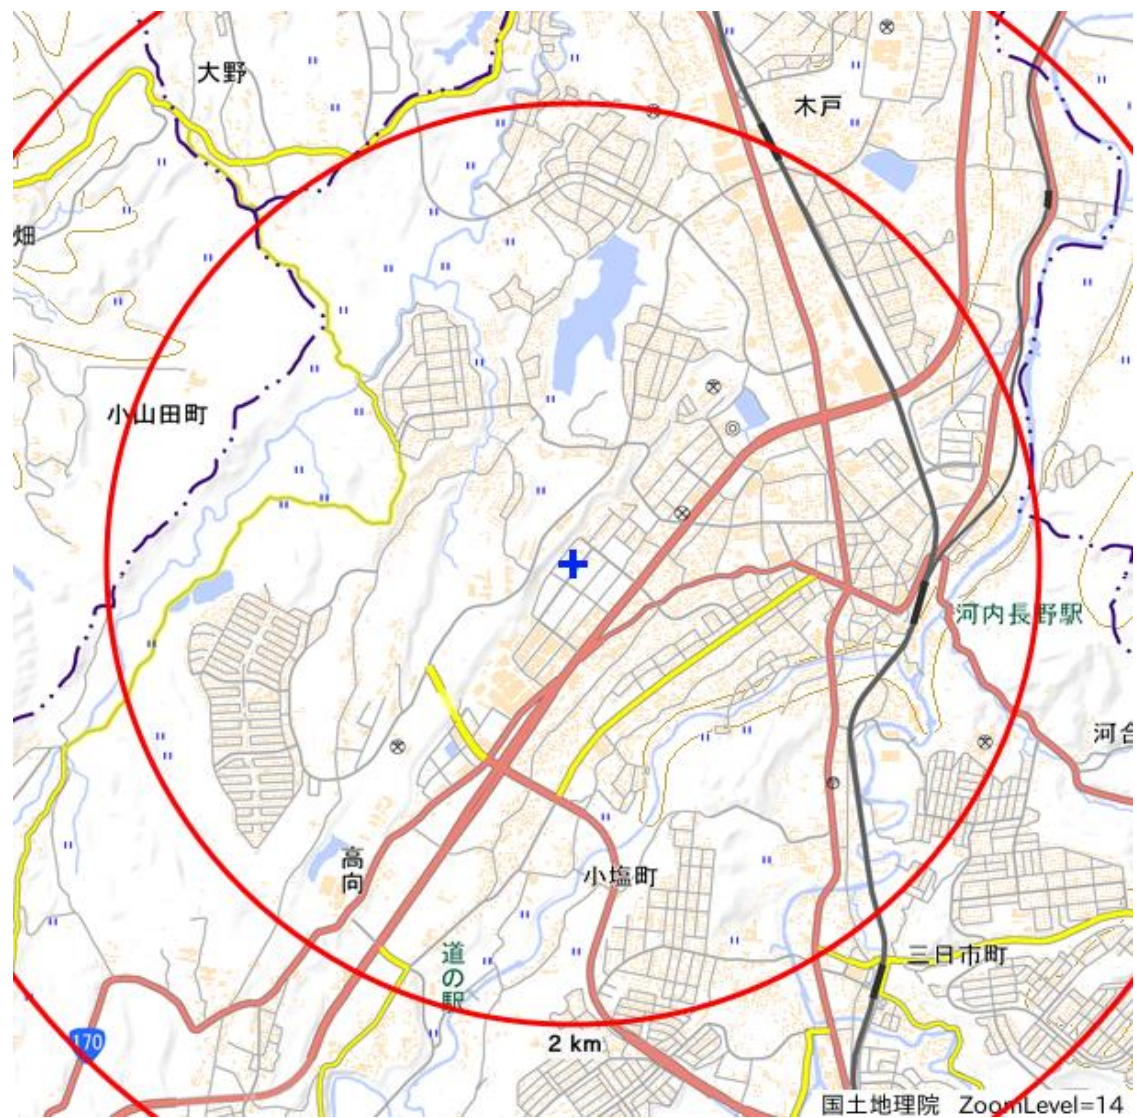 大野
木戸
畑
小山田町
河内長野駅
河合
高向
小塩町
道の駅
三日市町
170
2 km
国土地理院 ZoomLevel=14